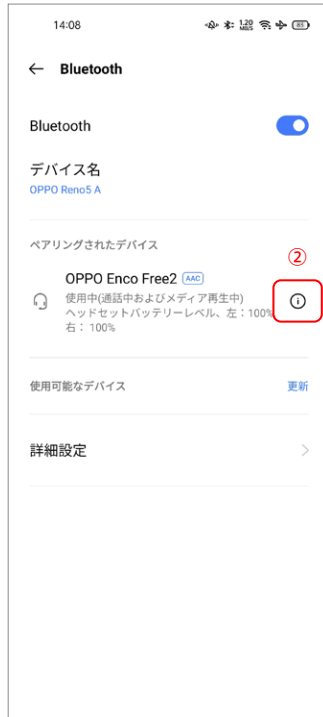 14:08 1.20 MB/S 85
← Bluetooth
Bluetooth
デバイス名
OPPO Reno5 A
ペアリングされたデバイス
②
OPPO Enco Free2 AAC
使用中(通話中およびメディア再生中)
ヘッドセットバッテリーレベル、左：100%
右： 100%
使用可能なデバイス 更新
詳細設定